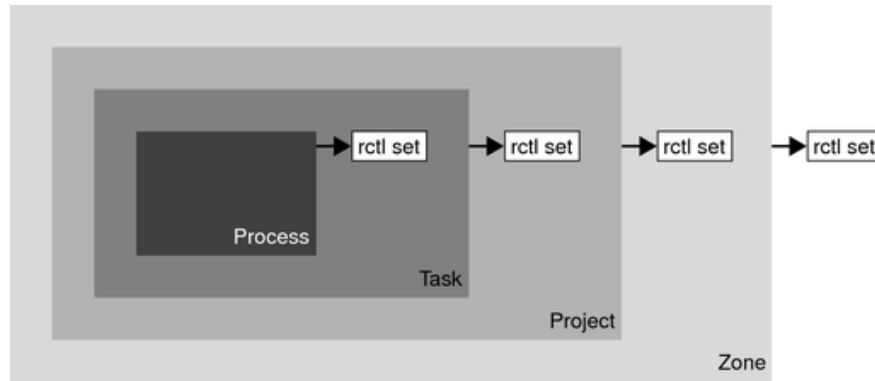 rctl set
rctl set
rctl set
rctl set
Process
Task
Project
Zone